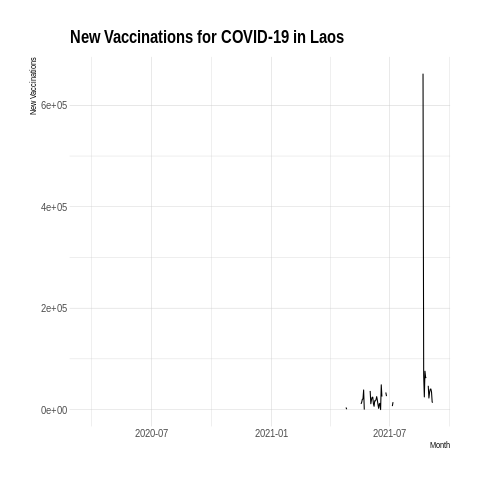 New Vaccinations for COVID-19 in Laos
New Vaccinations
6e+05
4e+05
2e+05
0e+00
2020-07
2021-01
2021-07
Month